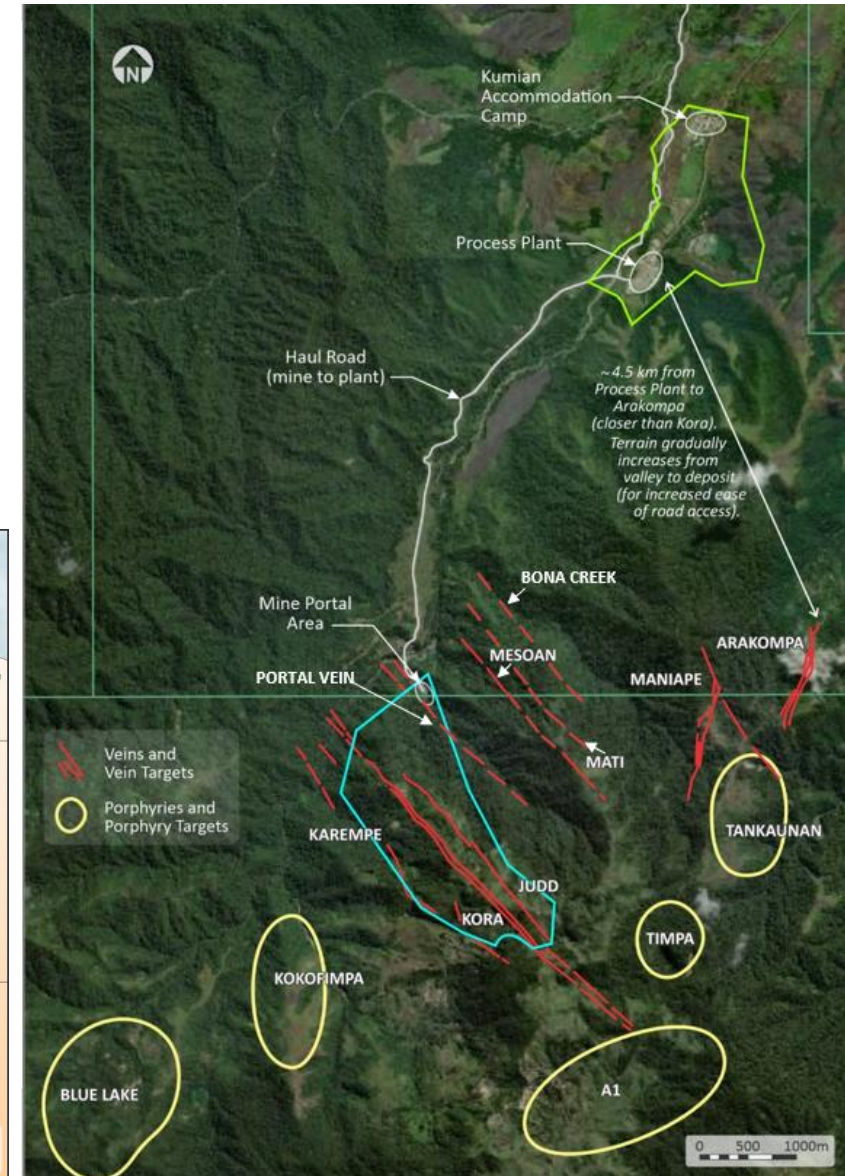 N
Kumian
Accommodation
Camp
Process Plant
Haul Road
(mine to plant)
~4.5 km from
Process Plant to
Arakompa
(closer than Kora).
Terrain gradually
increases from
valley to deposit
(for increased ease
of road access).
BONA CREEK
Mine Portal
Area
MESOAN
ARAKOMPA
PORTAL VEIN
MANIAPE
Veins and
Vein Targets
MATI
Porphyries and
Porphyry Targets
KAREMPE
TANKAUNAN
JUDD
KORA
TIMPA
KOKOFIMPA
BLUE LAKE
A1
0 500 1000m